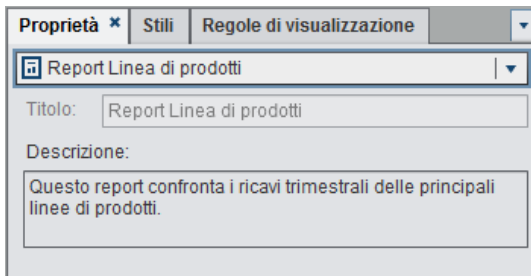 Proprietà Stili Regole di visualizzazione
Report Linea di prodotti
Titolo: Report Linea di prodotti
Descrizione:
Questo report confronta i ricavi trimestrali delle principali
linee di prodotti.